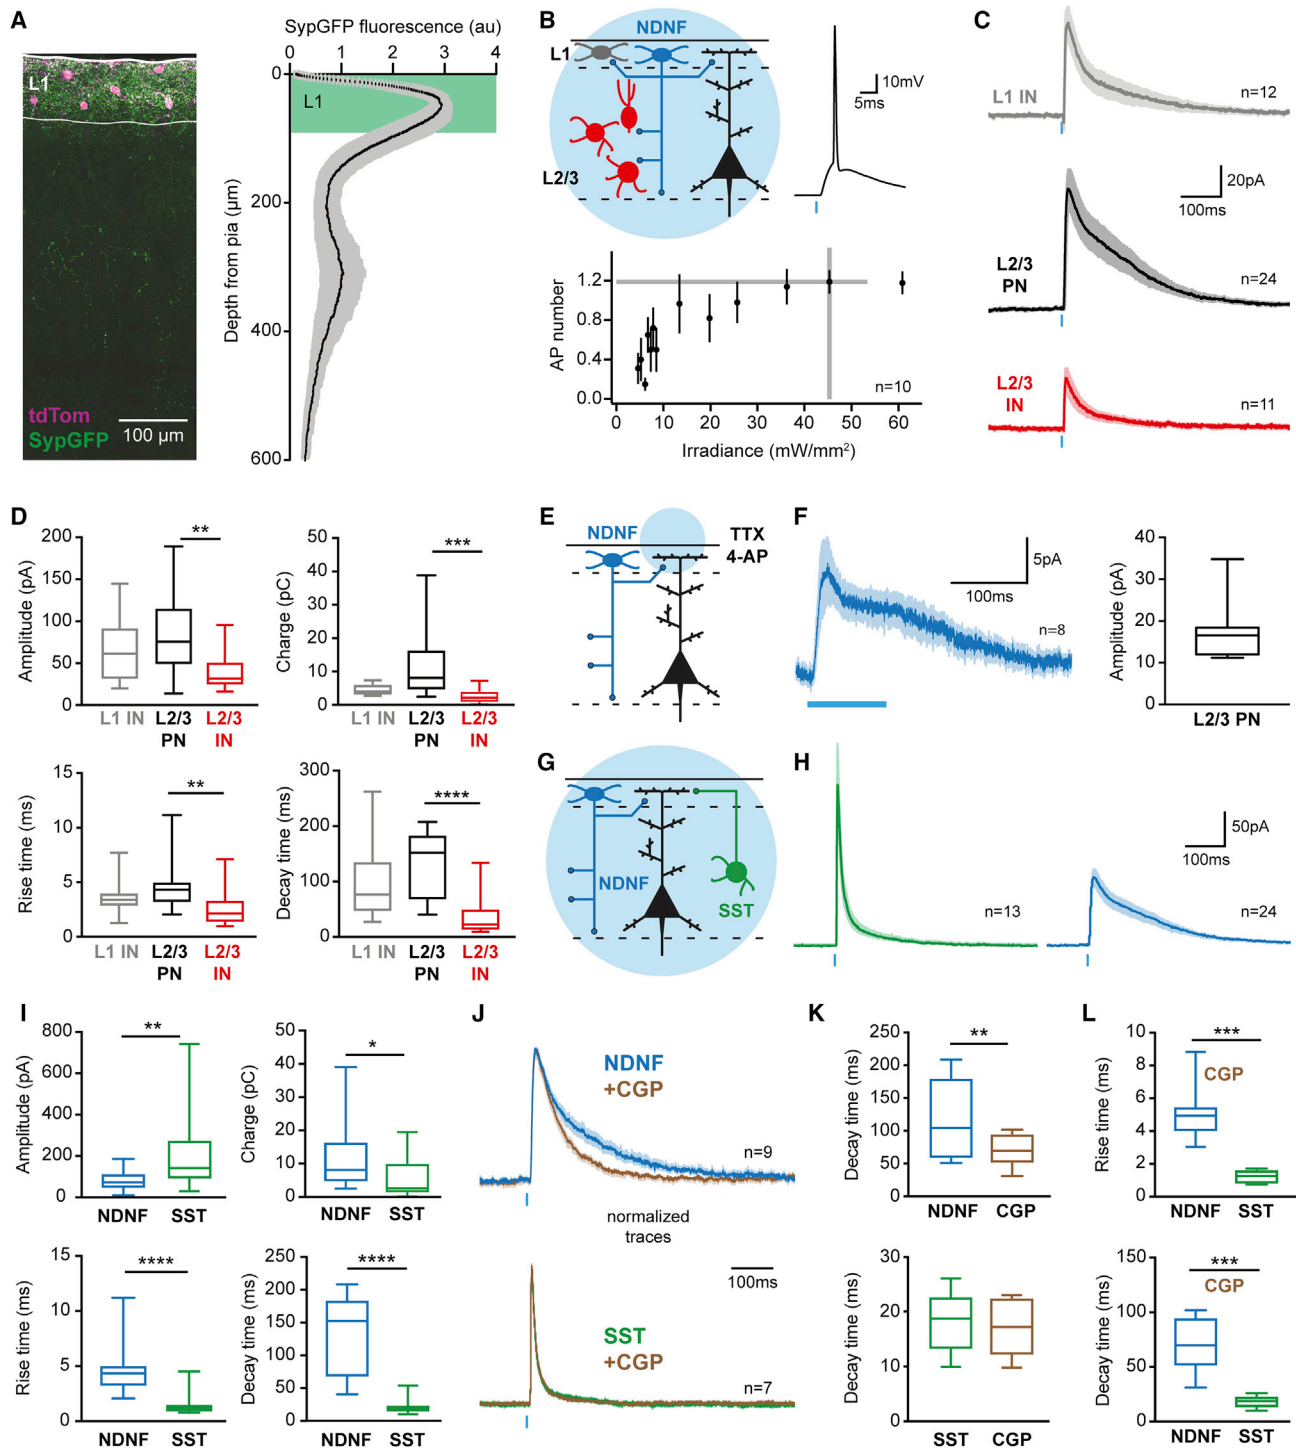 A
SypGFP fluorescence (au)
0 1 2 3 4
L1
L1
0
200
400
600
Depth from pia (µm)
tdTom
SypGFP
100 µm
B
NDNF
L1
L2/3
10mV
5ms
AP number
1.2
0.8
0.4
0.0
n=10
0 10 20 30 40 50 60
Irradiance (mW/mm²)
C
L1 IN
n=12
20pA
100ms
L2/3
PN
n=24
L2/3
IN
n=11
D
Amplitude (pA)
200
150
100
50
0
**
L1 IN L2/3 L2/3
PN IN
Charge (pC)
50
40
30
20
10
0
***
L1 IN L2/3 L2/3
PN IN
Rise time (ms)
15
10
5
0
**
L1 IN L2/3 L2/3
PN IN
Decay time (ms)
300
200
100
0
****
L1 IN L2/3 L2/3
PN IN
E
NDNF
TTX
4-AP
F
5pA
100ms
n=8
Amplitude (pA)
40
30
20
10
0
L2/3 PN
G
NDNF
SST
H
n=13
50pA
100ms
n=24
I
Amplitude (pA)
800
600
400
200
0
**
NDNF SST
Charge (pC)
50
40
30
20
10
0
*
NDNF SST
Rise time (ms)
15
10
5
0
****
NDNF SST
Decay time (ms)
250
200
150
100
50
0
****
NDNF SST
J
NDNF
+CGP
n=9
normalized
traces
100ms
SST
+CGP
n=7
K
Decay time (ms)
250
200
150
100
50
0
**
NDNF CGP
Decay time (ms)
30
20
10
0
SST CGP
L
Rise time (ms)
10
8
6
4
2
0
***
CGP
NDNF SST
Decay time (ms)
150
100
50
0
***
CGP
NDNF SST